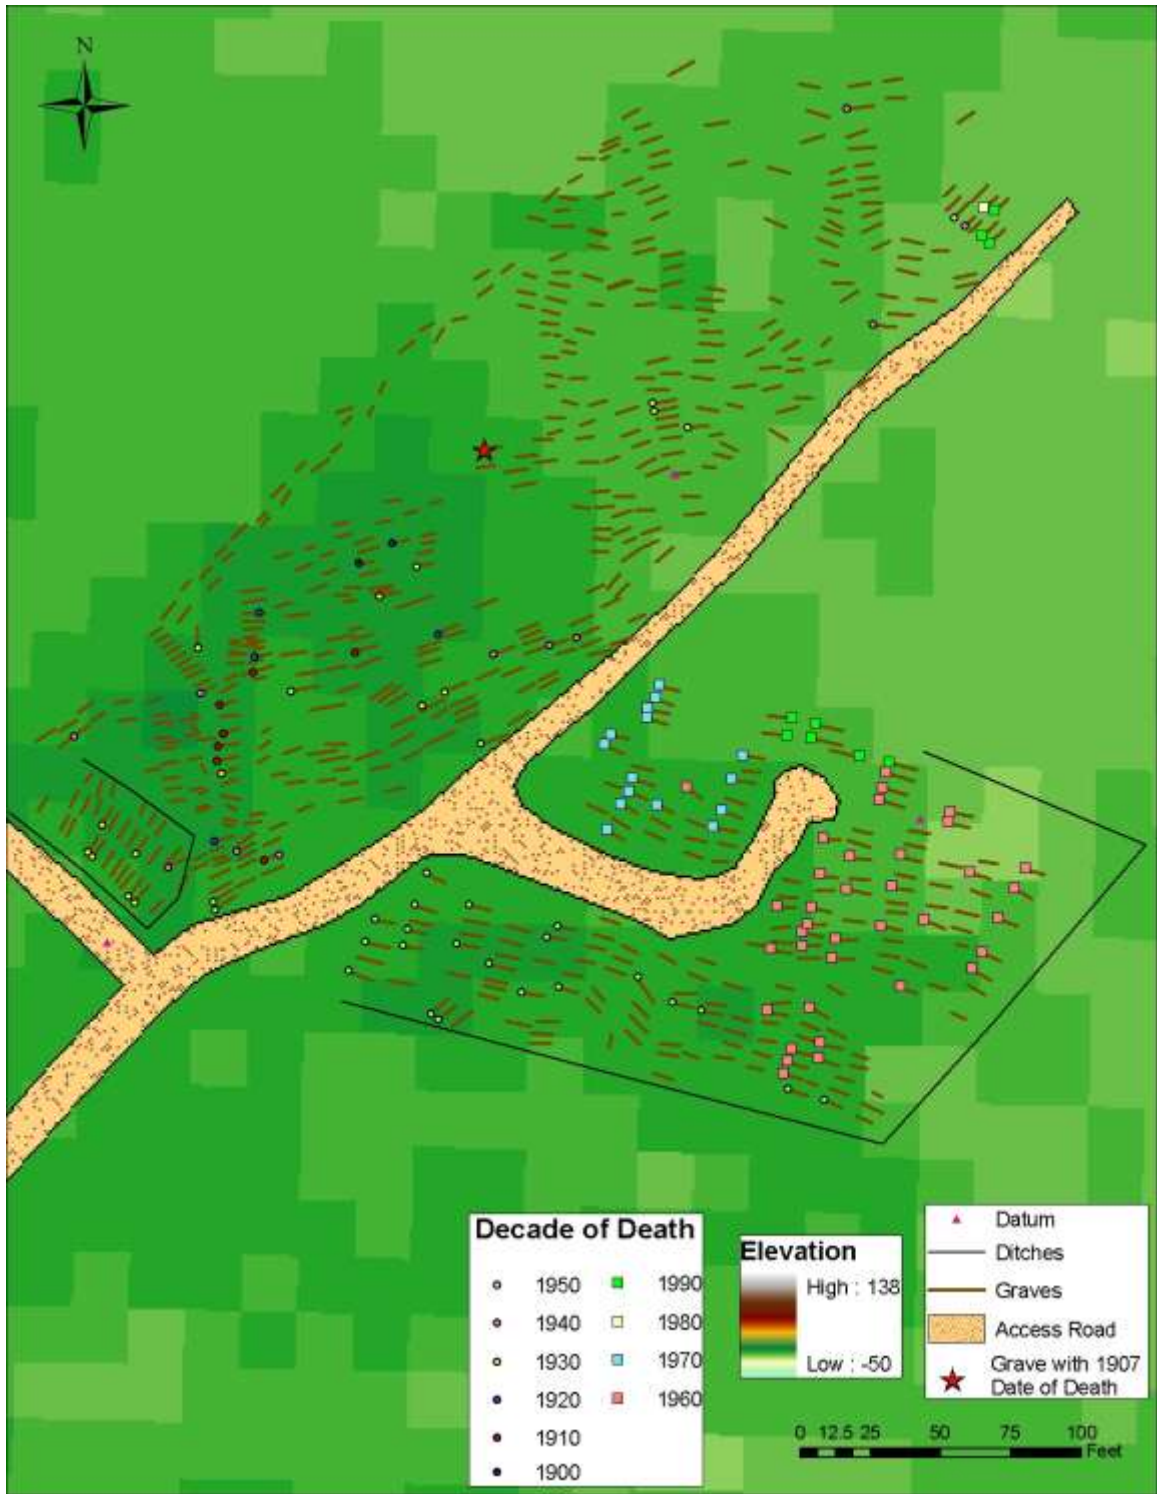 N
Decade of Death
1950 1990
1940 1980
1930 1970
1920 1960
1910
1900
Elevation
High : 138
Low : -50
Datum
Ditches
Graves
Access Road
Grave with 1907
Date of Death
0 12.5 25 50 75 100
Feet